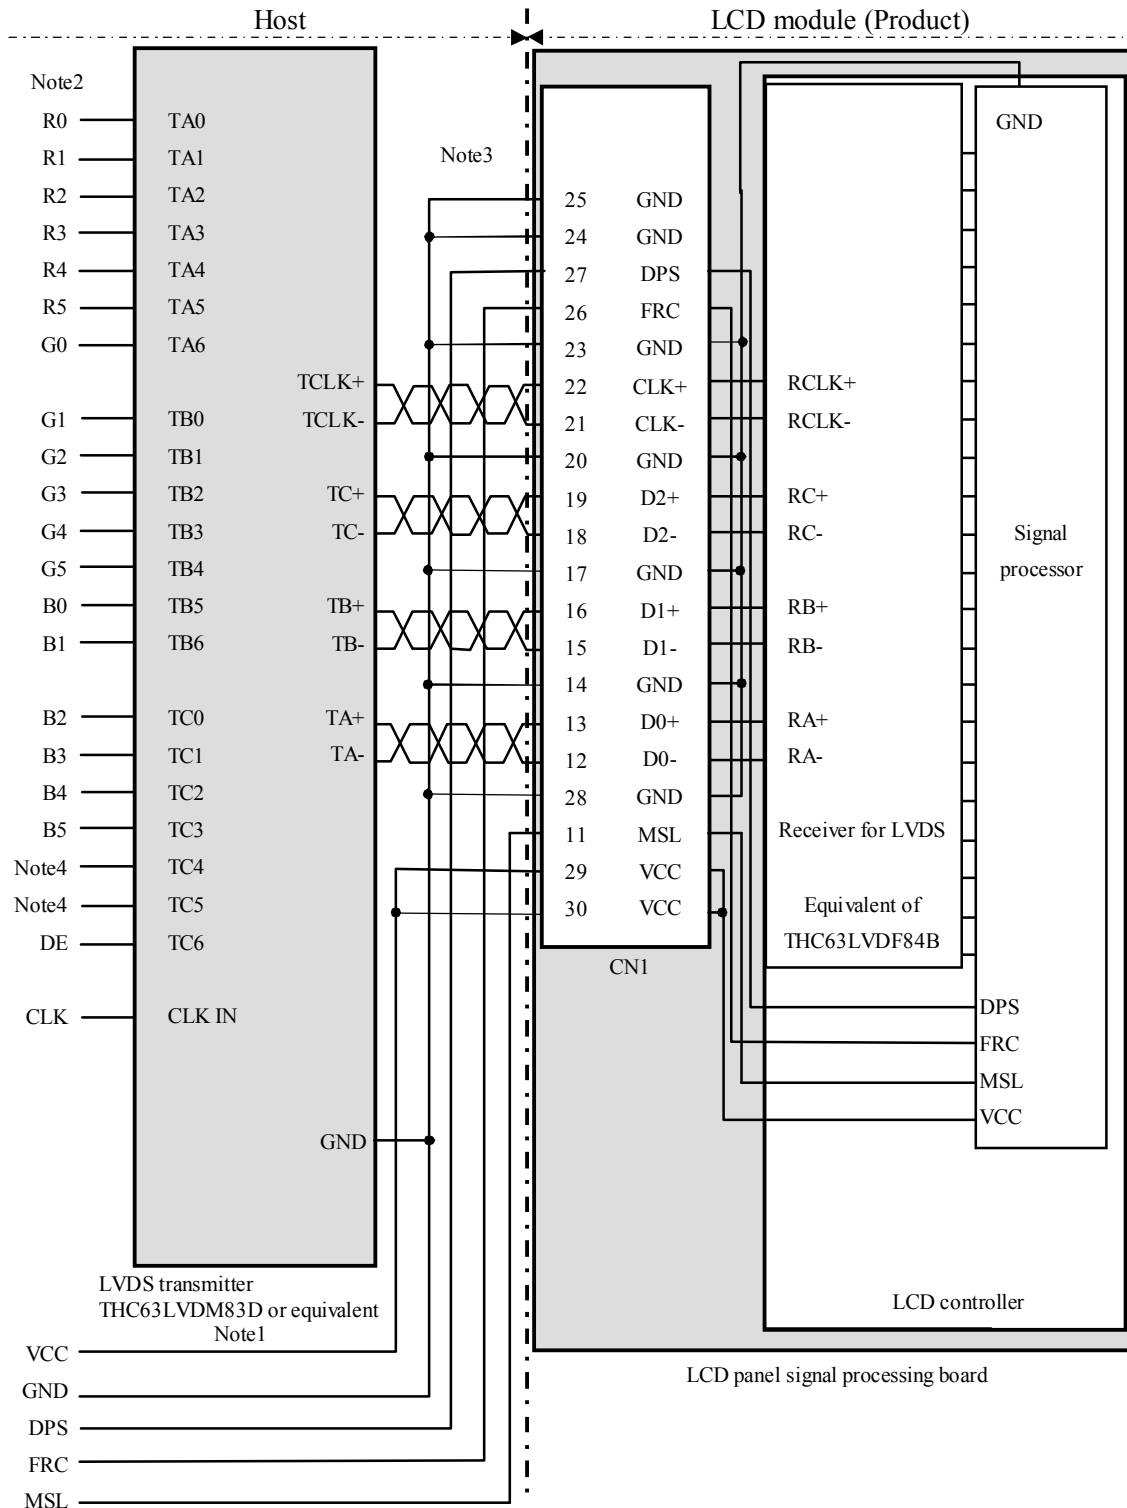 Host
LCD module (Product)
Note2
R0 TA0
R1 TA1
R2 TA2
R3 TA3
R4 TA4
R5 TA5
G0 TA6
TCLK+
G1 TB0 TCLK-
G2 TB1
G3 TB2 TC+
G4 TB3 TC-
G5 TB4
B0 TB5 TB+
B1 TB6 TB-
B2 TC0 TA+
B3 TC1 TA-
B4 TC2
B5 TC3
Note4 TC4
Note4 TC5
DE TC6
CLK CLK IN
GND
LVDS transmitter
THC63LVDM83D or equivalent
Note1
VCC
GND
DPS
FRC
MSL
Note3
25 GND
24 GND
27 DPS
26 FRC
23 GND
22 CLK+
21 CLK-
20 GND
19 D2+
18 D2-
17 GND
16 D1+
15 D1-
14 GND
13 D0+
12 D0-
28 GND
11 MSL
29 VCC
30 VCC
CN1
RCLK+
RCLK-
RC+
RC-
RB+
RB-
RA+
RA-
Receiver for LVDS
Equivalent of
THC63LVDF84B
GND
Signal
processor
DPS
FRC
MSL
VCC
LCD controller
LCD panel signal processing board